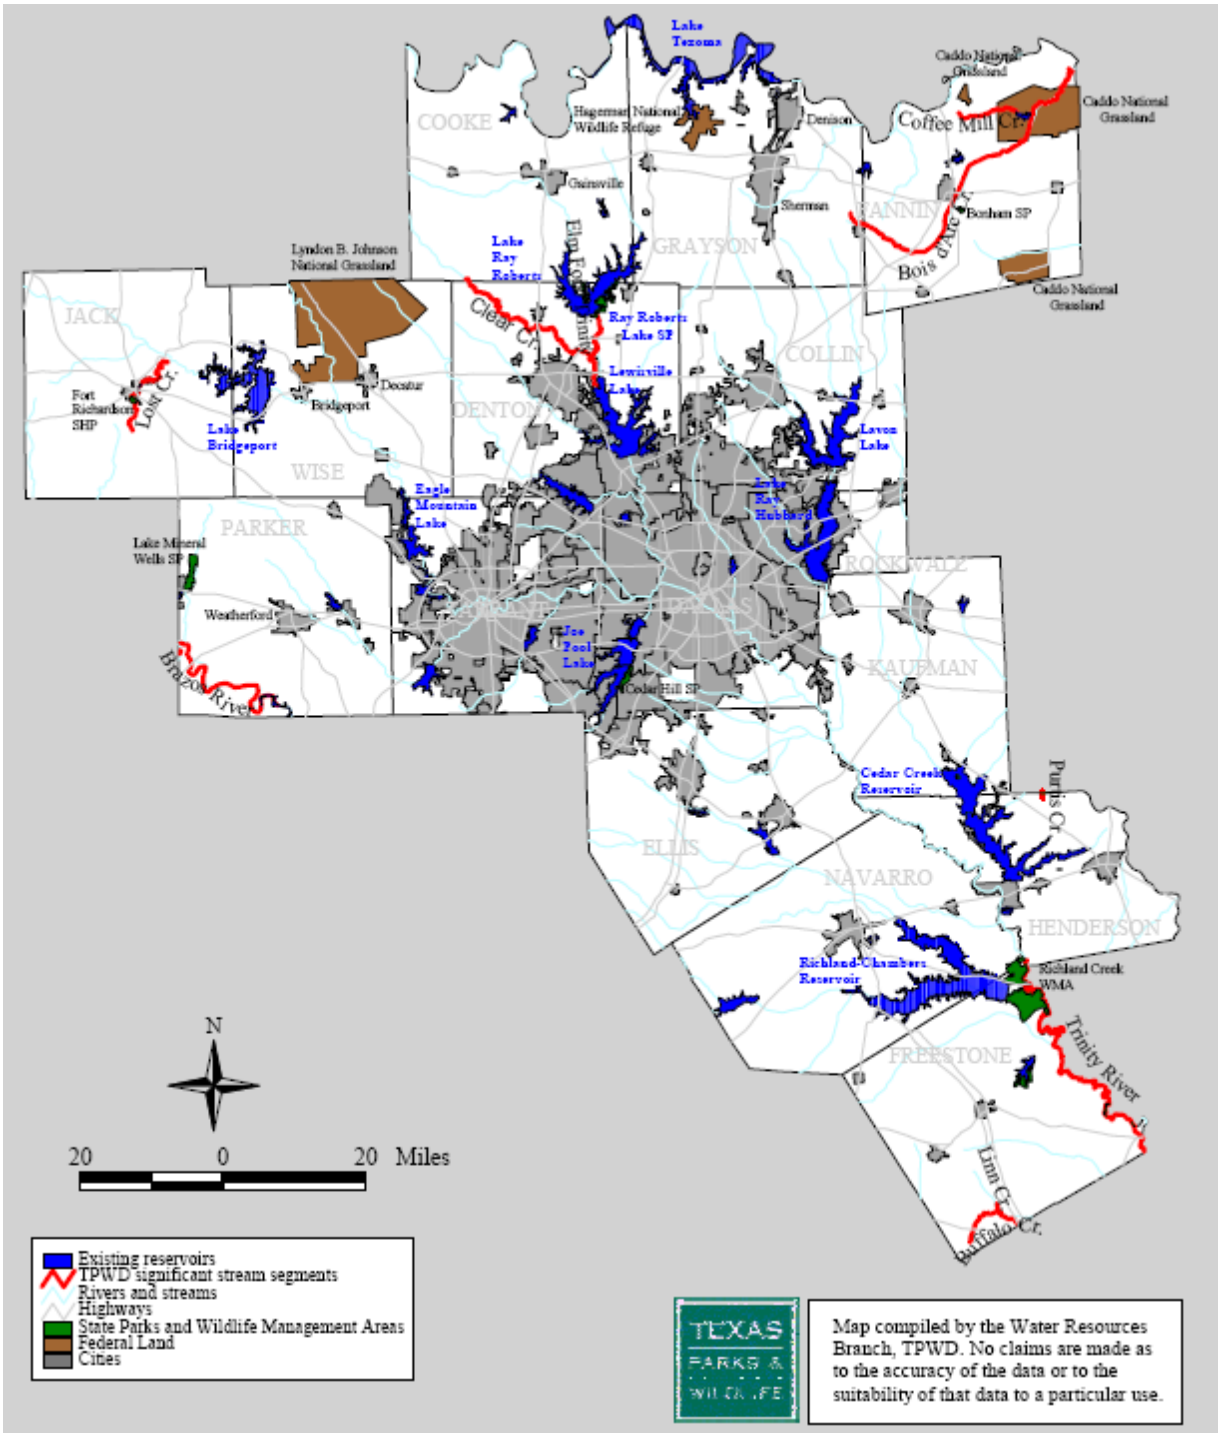 Lake
Texoma
Caddo National
Grassland
COOKE
Hagerman National
Wildlife Refuge
Denison
Coffee Mill Cr.
Caddo National
Grassland
Gainsville
Sherman
FANNIN
Bonham SP
Elm Fo
GRAYSON
Bois d'Arc Cr.
Lyndon B. Johnson
National Grassland
Lake
Ray
Roberts
Caddo National
Grassland
JACK
Clear Cr.
Ray Roberts
Lake SP
COLLIN
Lewisville
Lake
Fort
Richardson
SHP
Lost Cr.
Decatur
Bridgeport
DENTON
Lake
Bridgeport
Lavon
Lake
WISE
Eagle
Mountain
Lake
Lake
Ray
Hubbard
PARKER
Lake Mineral
Wells SP
ROCKWALL
Weatherford
DALLAS
Joe
Pool
Lake
Brazos River
Cedar Hill SP
KAUFMAN
Cedar Creek
Reservoir
Purtis Cr.
ELLIS
NAVARRO
HENDERSON
Richland-Chambers
Reservoir
Richland Creek
WMA
FREESTONE
Trinity River
Linn Cr.
Buffalo Cr.
N
20 0 20 Miles
Existing reservoirs
TPWD significant stream segments
Rivers and streams
Highways
State Parks and Wildlife Management Areas
Federal Land
Cities
TEXAS
PARKS &
WILDLIFE
Map compiled by the Water Resources
Branch, TPWD. No claims are made as
to the accuracy of the data or to the
suitability of that data to a particular use.